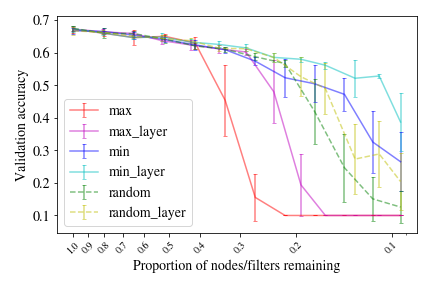 0.7
0.6
0.5
0.4
0.3
0.2
0.1
Validation accuracy
max
max_layer
min
min_layer
random
random_layer
1.0 0.9 0.8 0.7 0.6 0.5 0.4 0.3 0.2 0.1
Proportion of nodes/filters remaining